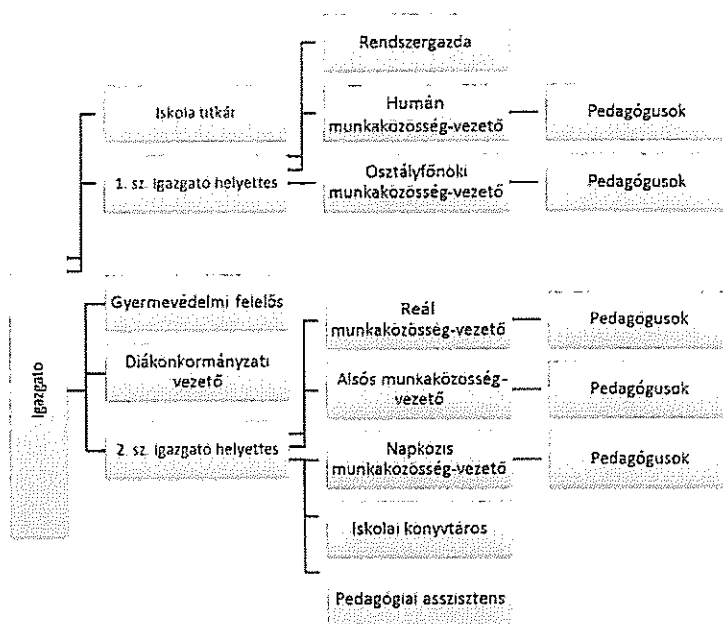 Rendszergazda
Iskola titkár
Humán
munkaközösség-vezető
Pedagógusok
1. sz. igazgató helyettes
Osztályfőnöki
munkaközösség-vezető
Pedagógusok
Igazgató
Gyermevédelmi felelős
Diákönkormányzati
vezető
2. sz. igazgató helyettes
Reál
munkaközösség-vezető
Pedagógusok
Alsós munkaközösség-
vezető
Pedagógusok
Napközis
munkaközösség-vezető
Pedagógusok
Iskolai könyvtáros
Pedagógiai asszisztens